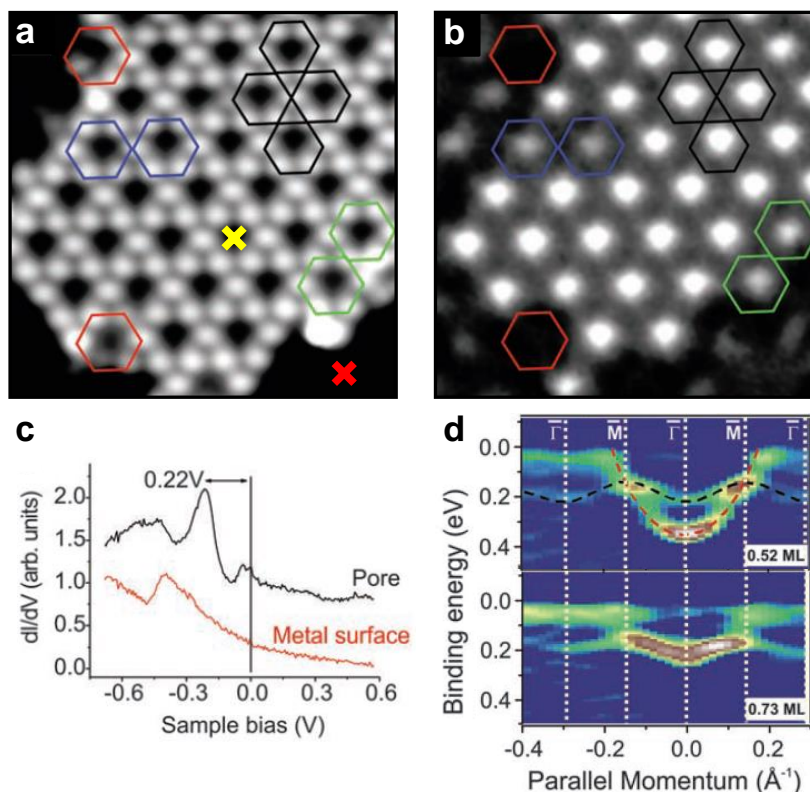 a
b
c
0.22V
2.0
1.5
1.0
0.5
0.0
dI/dV (arb. units)
Pore
Metal surface
-0.6
-0.3
0.0
0.3
0.6
Sample bias (V)
d
Γ̅ M̅ Γ̅ M̅ Γ̅
0.0
0.2
0.4
0.52 ML
0.0
0.2
0.4
0.73 ML
Binding energy (eV)
-0.4 -0.2 0.0 0.2
Parallel Momentum (Å⁻¹)